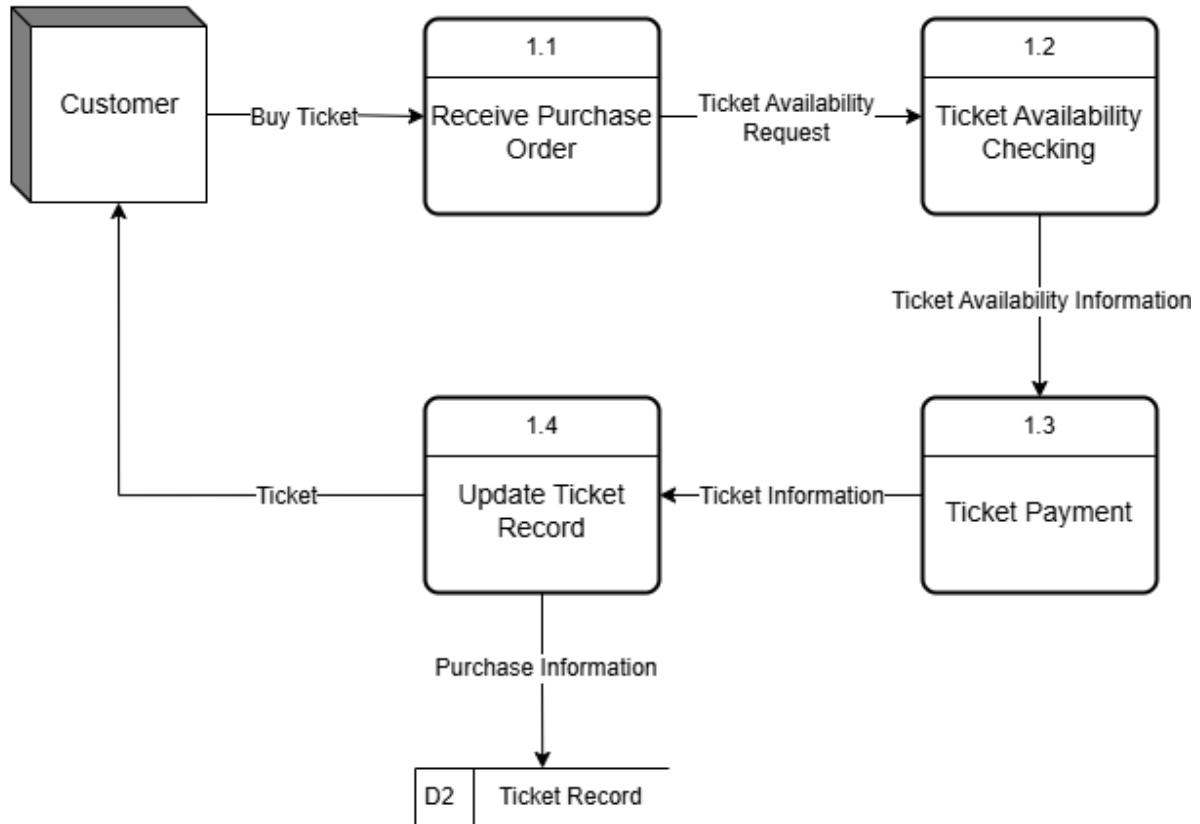 1.1
1.2
Customer
Buy Ticket
Receive Purchase
Order
Ticket Availability
Request
Ticket Availability
Checking
Ticket Availability Information
1.4
1.3
Ticket
Update Ticket
Record
Ticket Information
Ticket Payment
Purchase Information
D2
Ticket Record